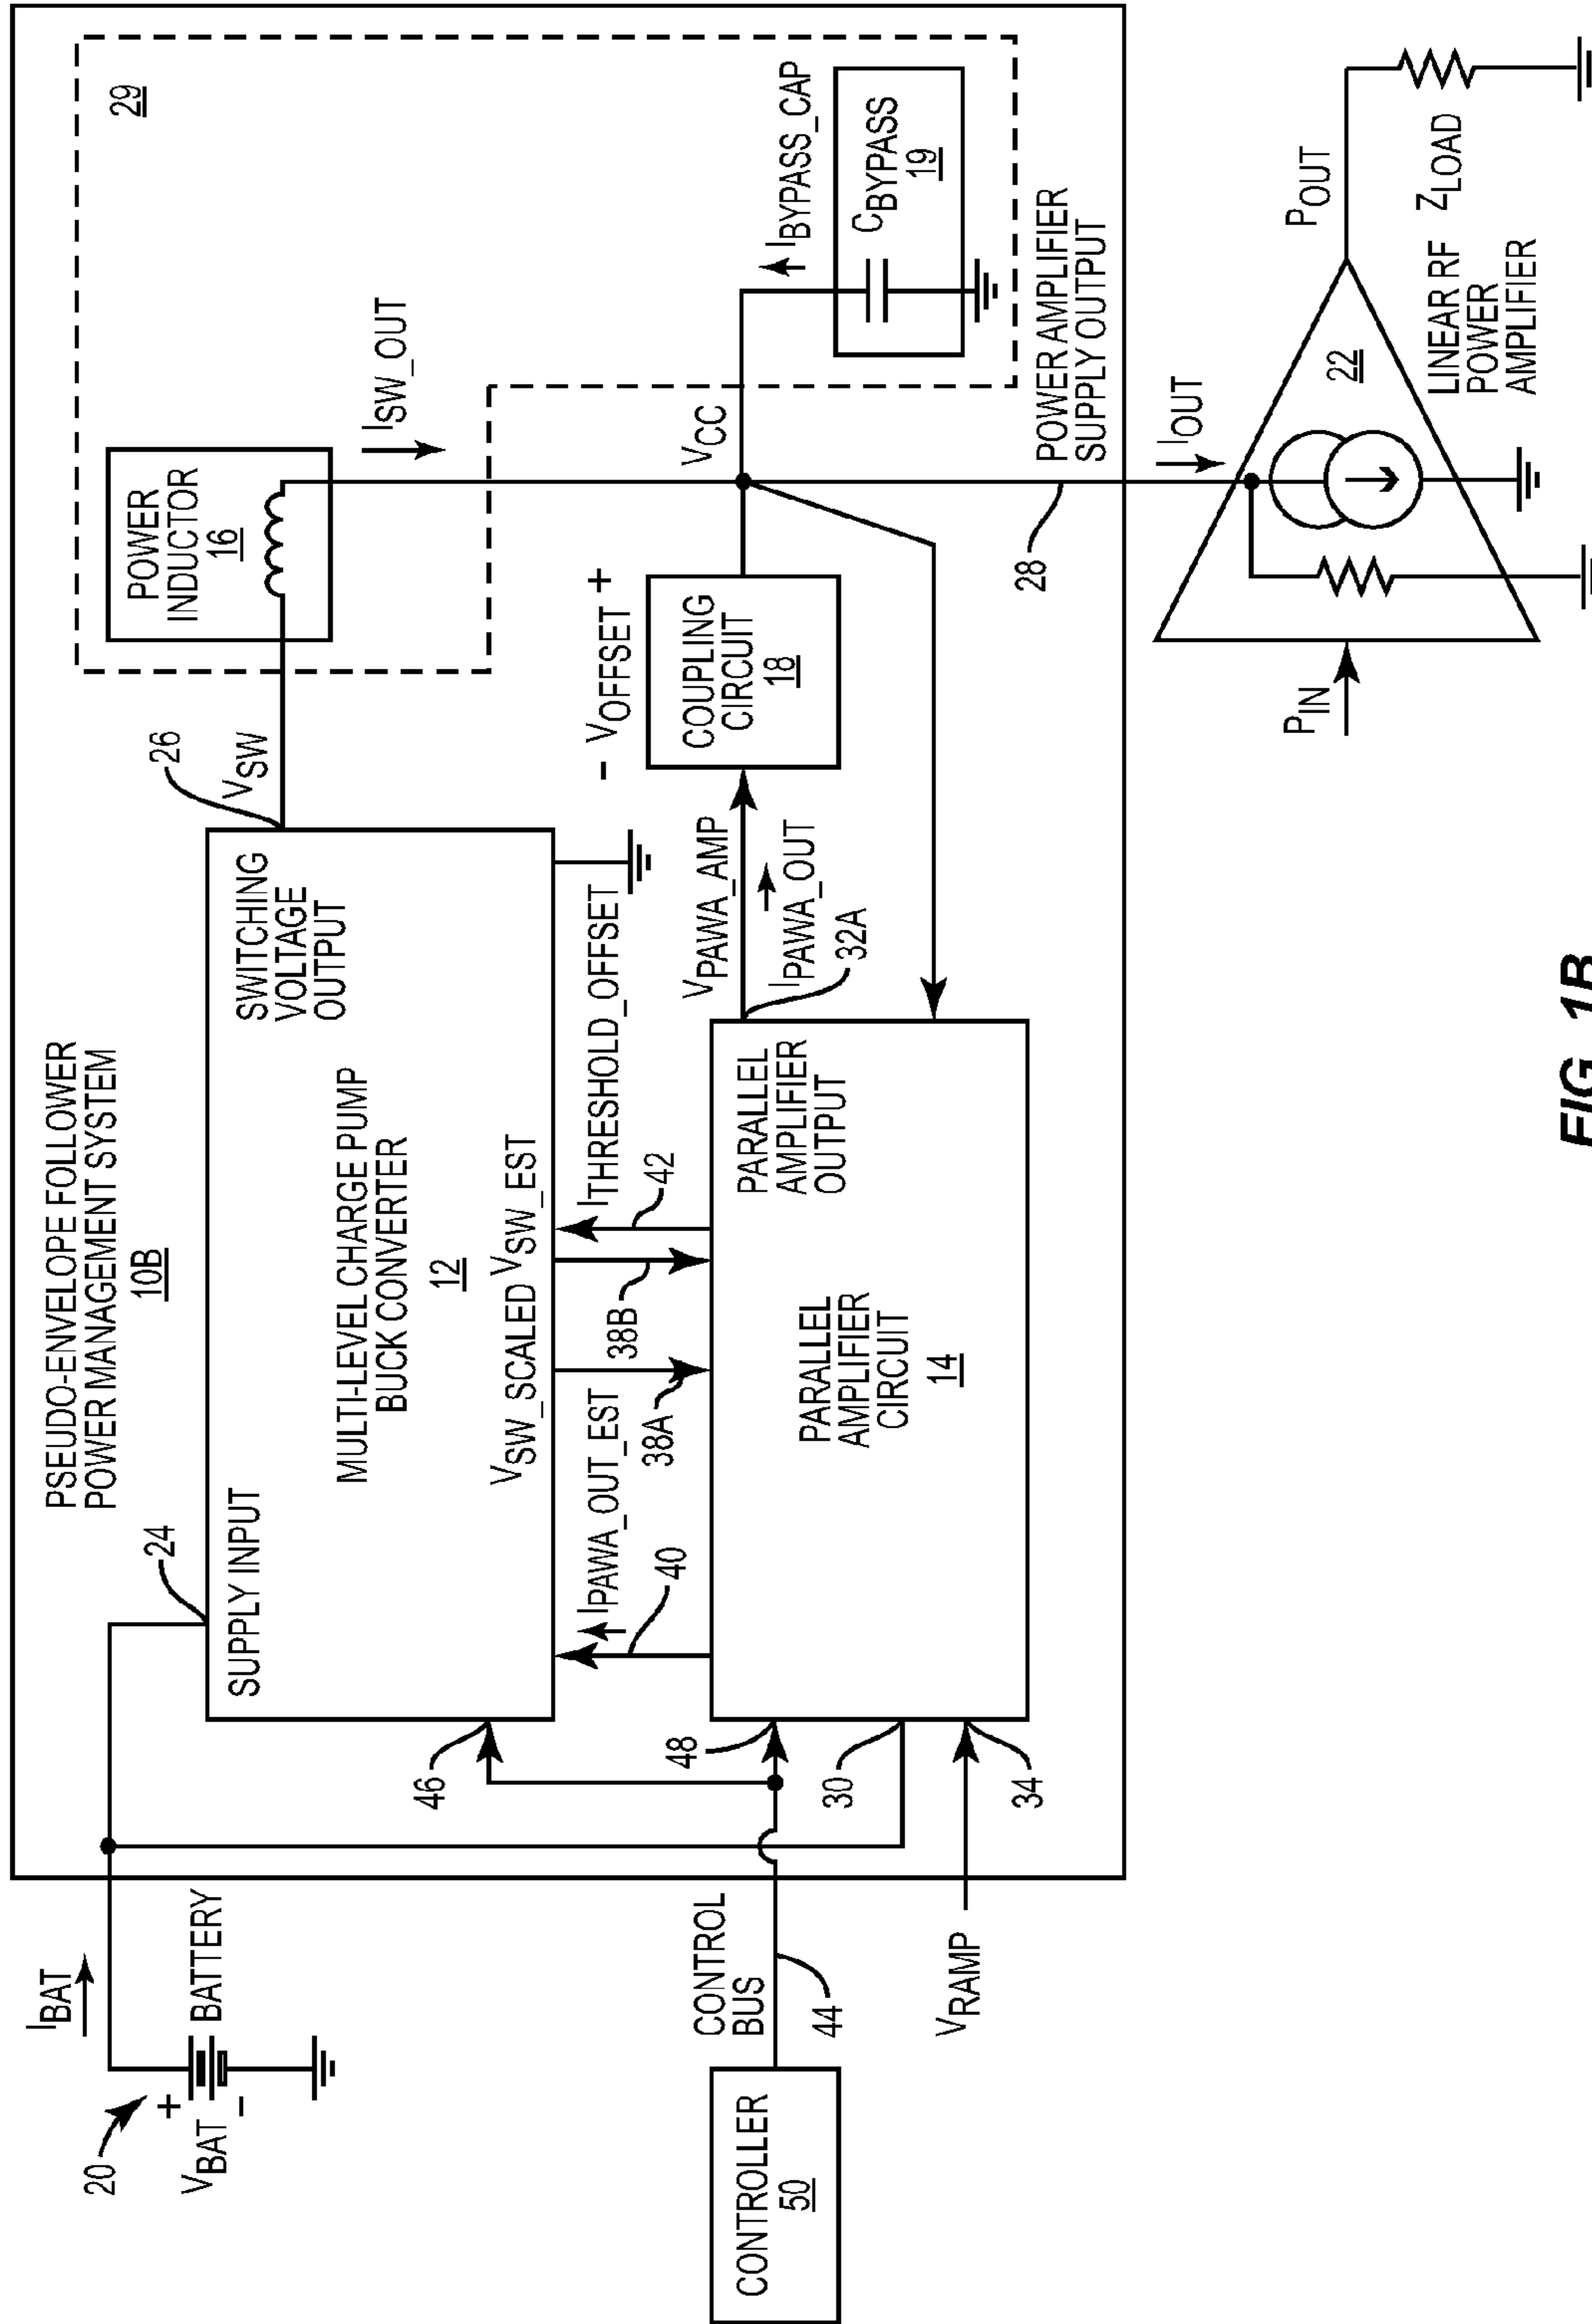 PSEUDO-ENVELOPE FOLLOWER
POWER MANAGEMENT SYSTEM
10B
IBAT
20
+
VBAT
-
BATTERY
24
SUPPLY INPUT
MULTI-LEVEL CHARGE PUMP
BUCK CONVERTER
12
SWITCHING
VOLTAGE
OUTPUT
26
VSW
POWER
INDUCTOR
16
29
ISW_OUT
46
VSW_SCALED
VSW_EST
IPAWA_OUT_EST
40
38A
38B
42
ITHRESHOLD_OFFSET
- VOFFSET +
CONTROLLER
50
CONTROL
BUS
44
48
30
34
VRAMP
PARALLEL
AMPLIFIER
CIRCUIT
14
PARALLEL
AMPLIFIER
OUTPUT
VPAWA_AMP
IPAWA_OUT
32A
COUPLING
CIRCUIT
18
VCC
IBYPASS_CAP
CBYPASS
19
28
POWER AMPLIFIER
SUPPLY OUTPUT
IOUT
PIN
22
LINEAR RF
POWER
AMPLIFIER
POUT
ZLOAD
FIG. 1B